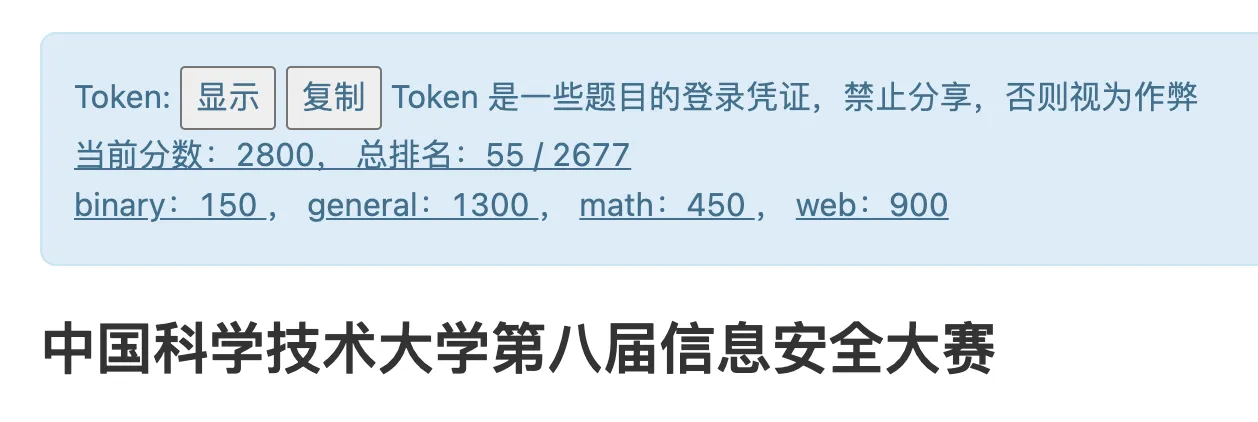 Token: 显示 复制 Token 是一些题目的登录凭证，禁止分享，否则视为作弊
当前分数：2800， 总排名：55 / 2677
binary：150 ， general：1300 ， math：450 ， web：900
中国科学技术大学第八届信息安全大赛